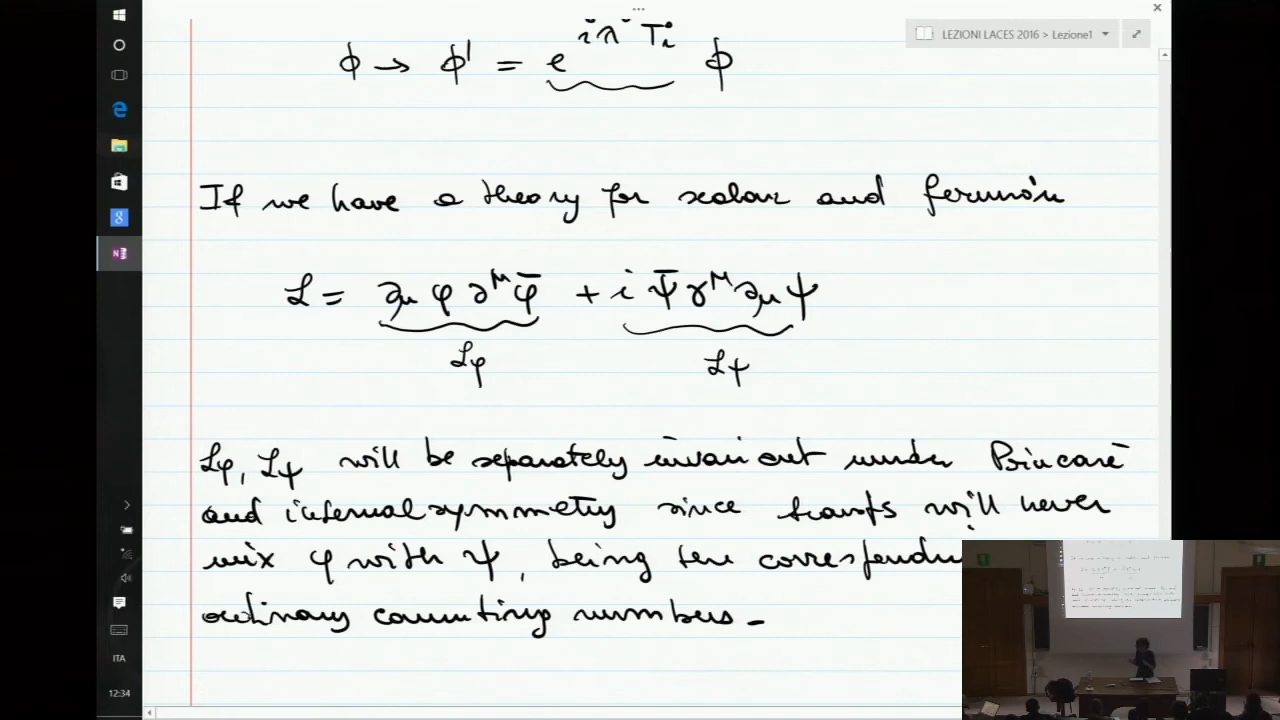 LEZIONI LACES 2016 > Lezione1
ϕ → ϕ' = e^{iλ^i T_i} ϕ
If we have a theory for scalar and fermion
ℒ = ∂_μ φ ∂^μ φ̄ + i ψ̄ γ^μ ∂_μ ψ
ℒ_φ ℒ_ψ
ℒ_φ, ℒ_ψ will be separately invariant under Poincaré
and internal symmetry since transfs will never
mix φ with ψ, being the
ordinary commuting numbers.
ITA
12:34